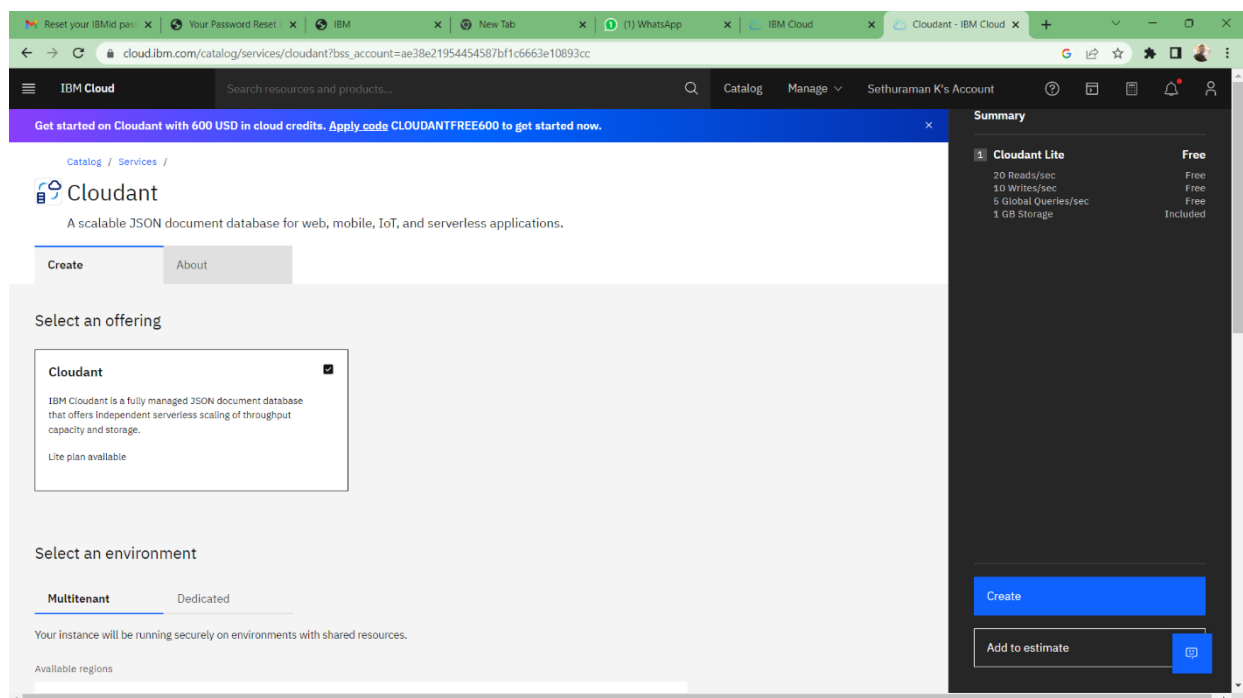 Reset your IBMid pass
Your Password Reset
IBM
New Tab
(1) WhatsApp
IBM Cloud
Cloudant - IBM Cloud
cloud.ibm.com/catalog/services/cloudant?bss_account=ae38e21954454587bf1c6663e10893cc
G
IBM Cloud
Search resources and products...
Catalog
Manage
Sethuraman K's Account
Get started on Cloudant with 600 USD in cloud credits. Apply code CLOUDANTFREE600 to get started now.
Catalog / Services /
Cloudant
A scalable JSON document database for web, mobile, IoT, and serverless applications.
Create
About
Select an offering
Cloudant
IBM Cloudant is a fully managed JSON document database
that offers independent serverless scaling of throughput
capacity and storage.
Lite plan available
Select an environment
Multitenant
Dedicated
Your instance will be running securely on environments with shared resources.
Available regions
Summary
1 Cloudant Lite Free
20 Reads/sec Free
10 Writes/sec Free
5 Global Queries/sec Free
1 GB Storage Included
Create
Add to estimate